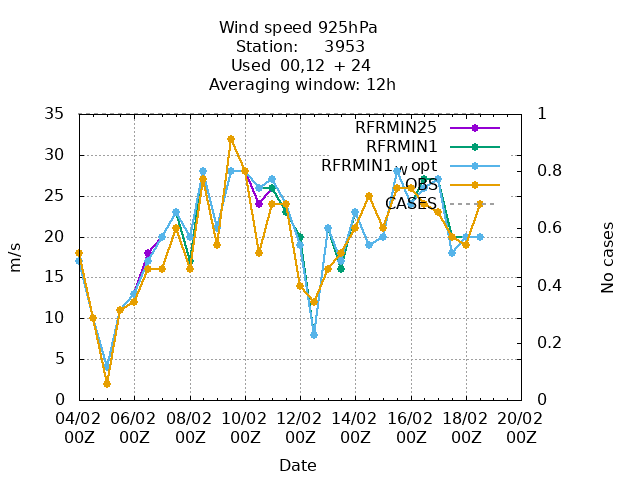 Wind speed 925hPa
Station: 3953
Used 00,12 + 24
Averaging window: 12h
35 1
RFRMIN25
RFRMIN1
30
RFRMIN1w opt 0.8
OBS
25
CASES
0.6
20
15
0.4
10
0.2
5
0 0
m/s
No cases
04/02 06/02 08/02 10/02 12/02 14/02 16/02 18/02 20/02
00Z 00Z 00Z 00Z 00Z 00Z 00Z 00Z 00Z
Date